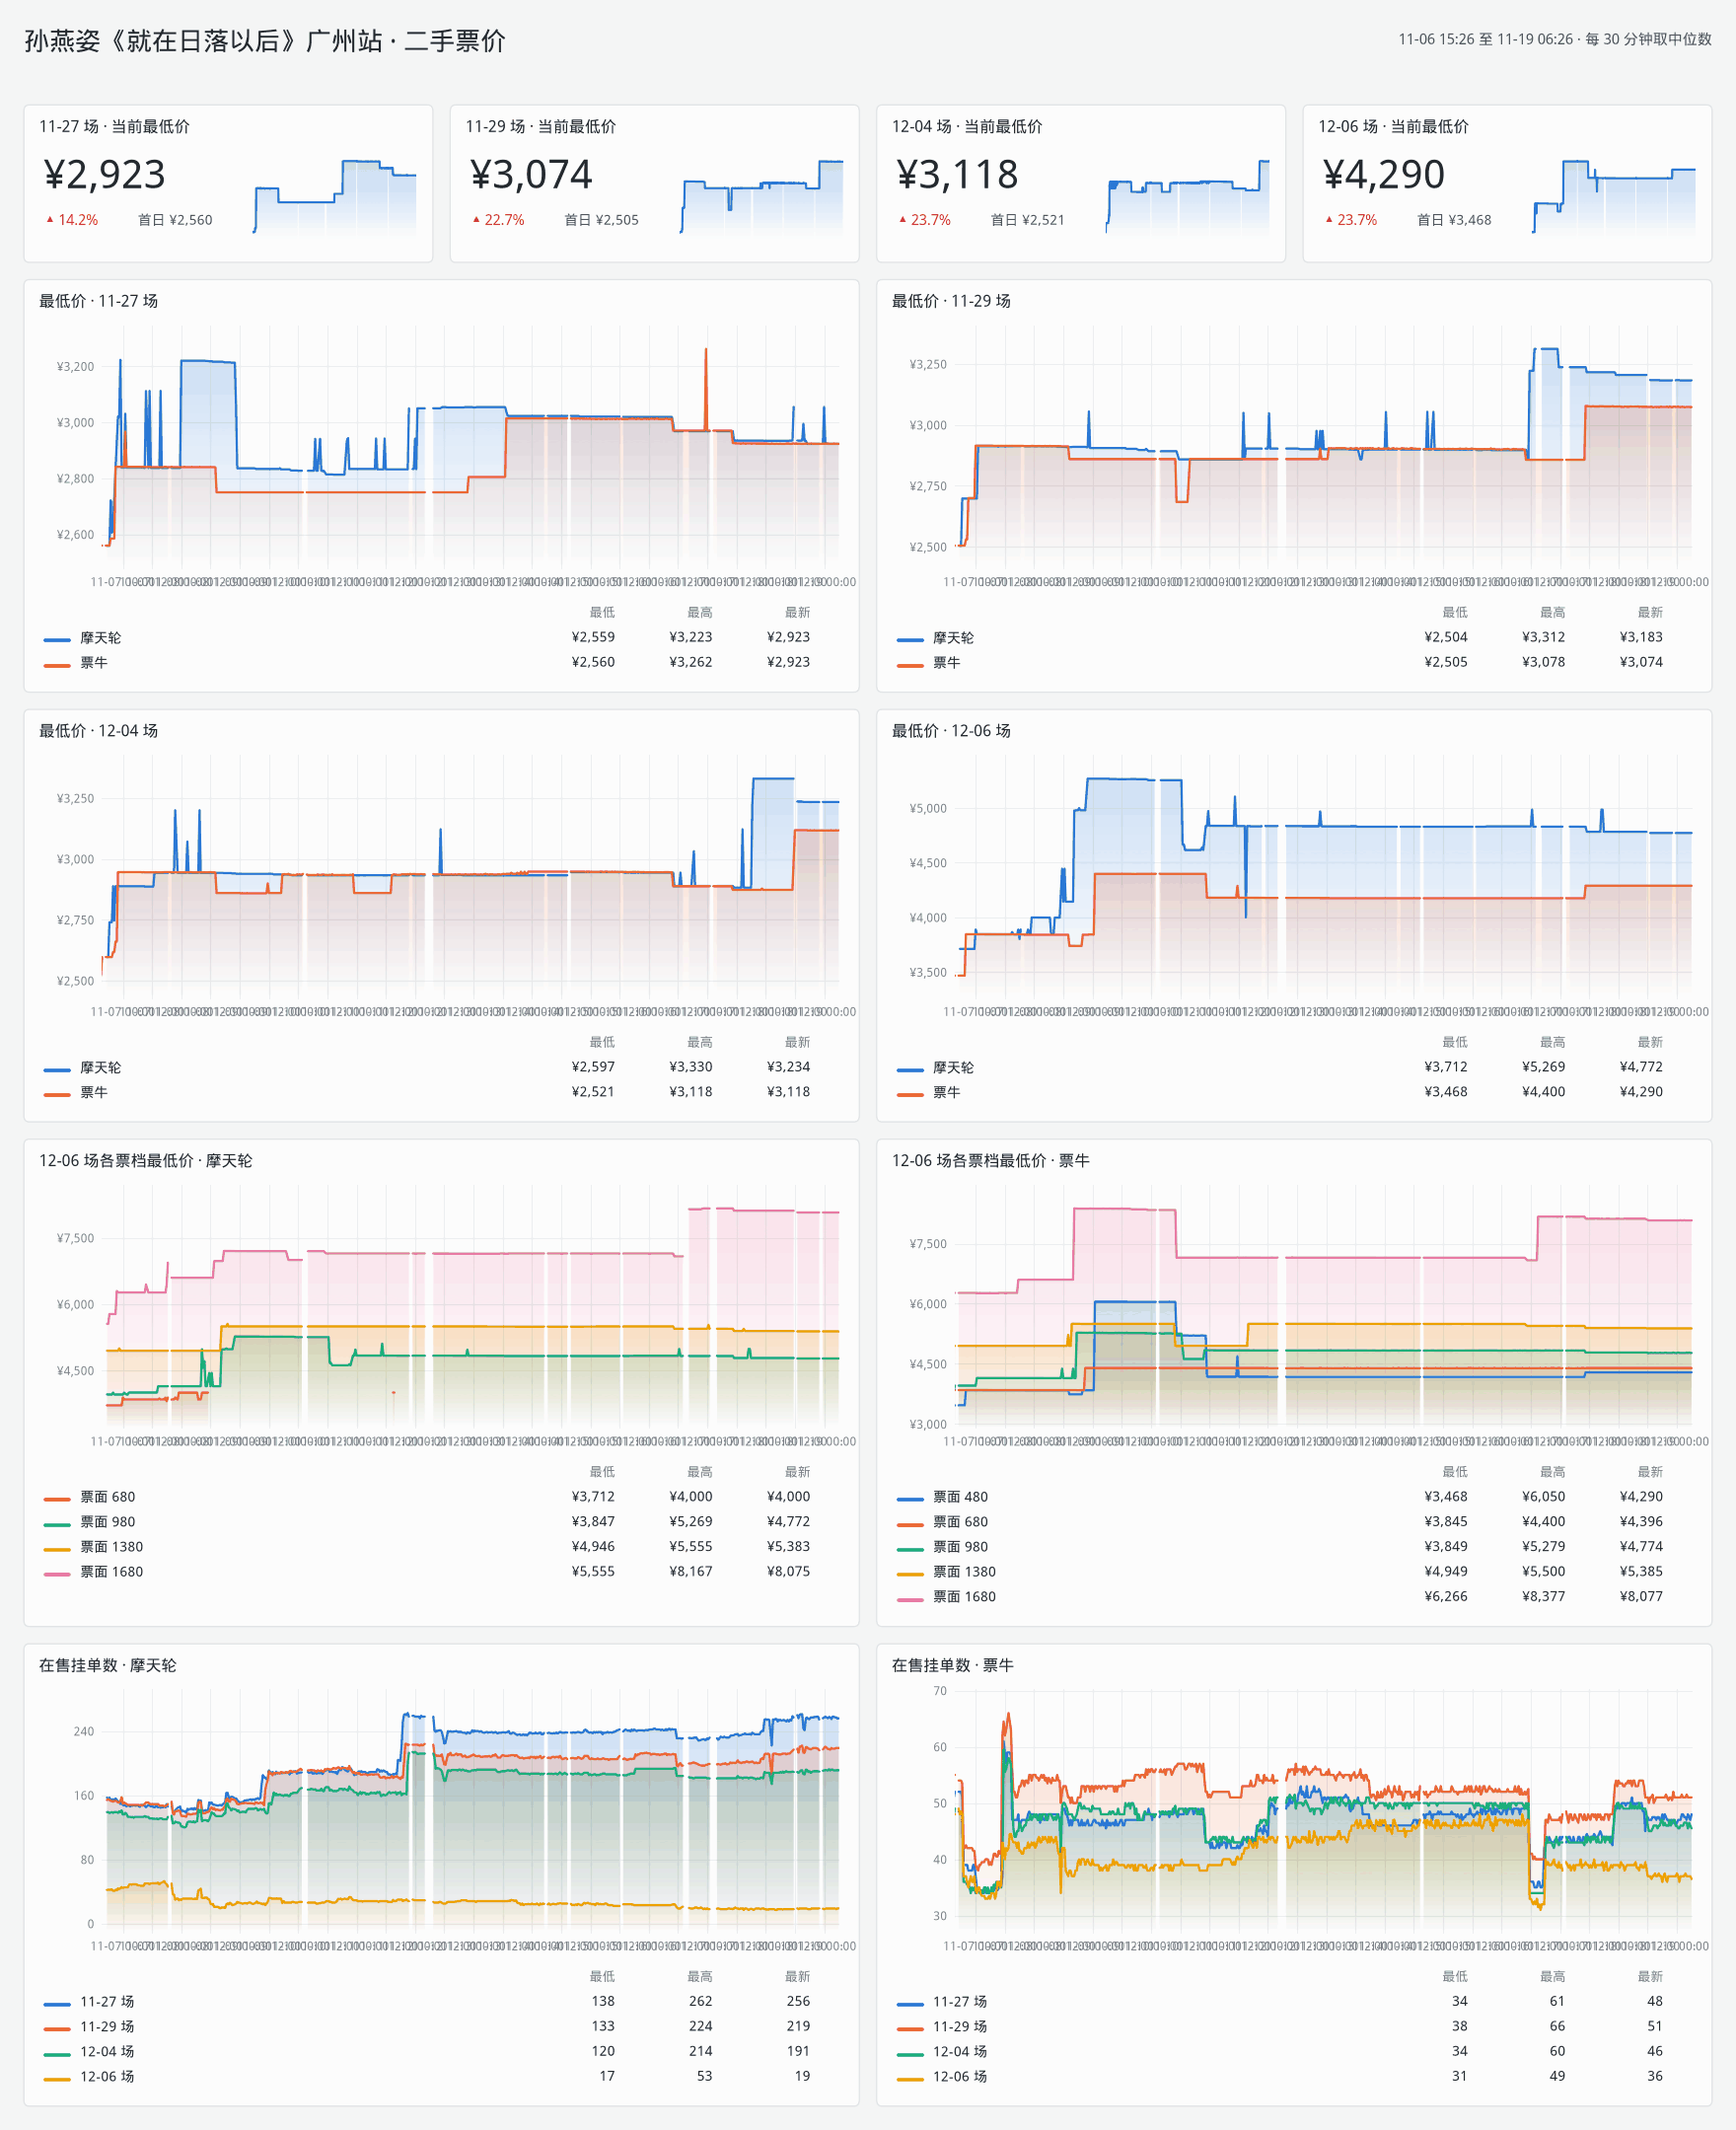 孙燕姿《就在日落以后》广州站 · 二手票价
11-06 15:26 至 11-19 06:26 · 每 30 分钟取中位数
11-27 场 · 当前最低价
¥2,923
▲ 14.2% 首日 ¥2,560
11-29 场 · 当前最低价
¥3,074
▲ 22.7% 首日 ¥2,505
12-04 场 · 当前最低价
¥3,118
▲ 23.7% 首日 ¥2,521
12-06 场 · 当前最低价
¥4,290
▲ 23.7% 首日 ¥3,468
最低价 · 11-27 场
¥3,200
¥3,000
¥2,800
¥2,600
最低 最高 最新
摩天轮 ¥2,559 ¥3,223 ¥2,923
票牛 ¥2,560 ¥3,262 ¥2,923
最低价 · 11-29 场
¥3,250
¥3,000
¥2,750
¥2,500
最低 最高 最新
摩天轮 ¥2,504 ¥3,312 ¥3,183
票牛 ¥2,505 ¥3,078 ¥3,074
最低价 · 12-04 场
¥3,250
¥3,000
¥2,750
¥2,500
最低 最高 最新
摩天轮 ¥2,597 ¥3,330 ¥3,234
票牛 ¥2,521 ¥3,118 ¥3,118
最低价 · 12-06 场
¥5,000
¥4,500
¥4,000
¥3,500
最低 最高 最新
摩天轮 ¥3,712 ¥5,269 ¥4,772
票牛 ¥3,468 ¥4,400 ¥4,290
12-06 场各票档最低价 · 摩天轮
¥7,500
¥6,000
¥4,500
最低 最高 最新
票面 680 ¥3,712 ¥4,000 ¥4,000
票面 980 ¥3,847 ¥5,269 ¥4,772
票面 1380 ¥4,946 ¥5,555 ¥5,383
票面 1680 ¥5,555 ¥8,167 ¥8,075
12-06 场各票档最低价 · 票牛
¥7,500
¥6,000
¥4,500
¥3,000
最低 最高 最新
票面 480 ¥3,468 ¥6,050 ¥4,290
票面 680 ¥3,845 ¥4,400 ¥4,396
票面 980 ¥3,849 ¥5,279 ¥4,774
票面 1380 ¥4,949 ¥5,500 ¥5,385
票面 1680 ¥6,266 ¥8,377 ¥8,077
在售挂单数 · 摩天轮
240
160
80
0
最低 最高 最新
11-27 场 138 262 256
11-29 场 133 224 219
12-04 场 120 214 191
12-06 场 17 53 19
在售挂单数 · 票牛
70
60
50
40
30
最低 最高 最新
11-27 场 34 61 48
11-29 场 38 66 51
12-04 场 34 60 46
12-06 场 31 49 36